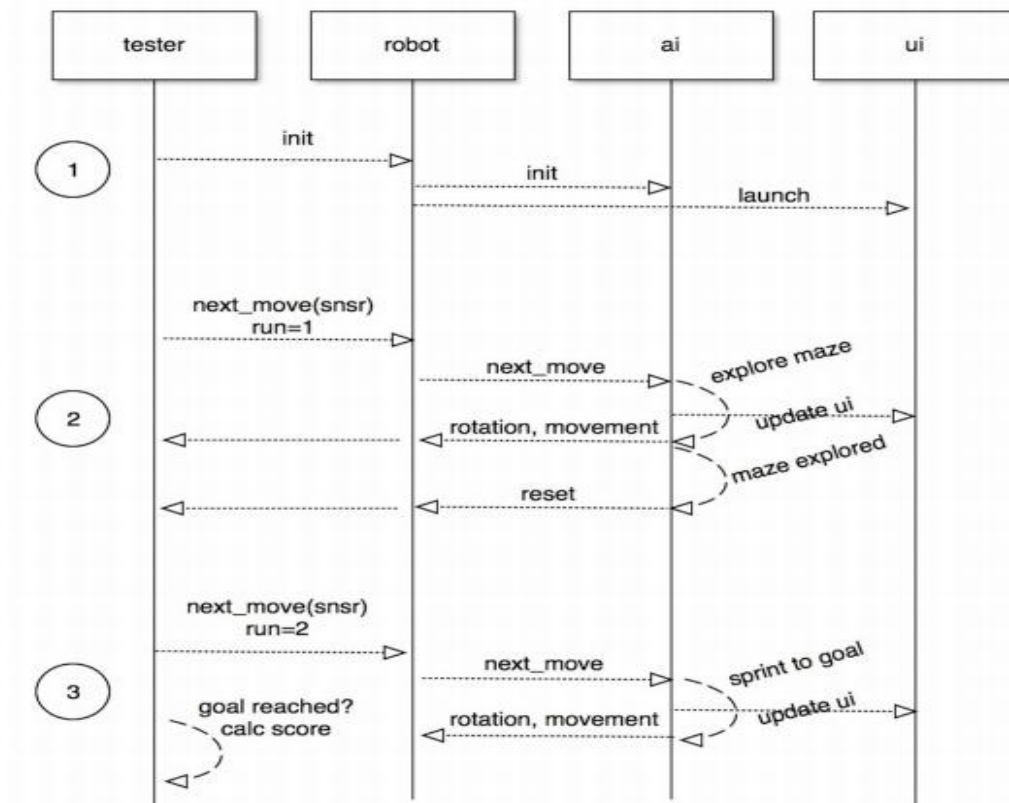 tester
robot
ai
ui
1
init
init
launch
next_move(snsr)
run=1
2
next_move
explore maze
update ui
rotation, movement
maze explored
reset
next_move(snsr)
run=2
3
next_move
sprint to goal
update ui
goal reached?
calc score
rotation, movement